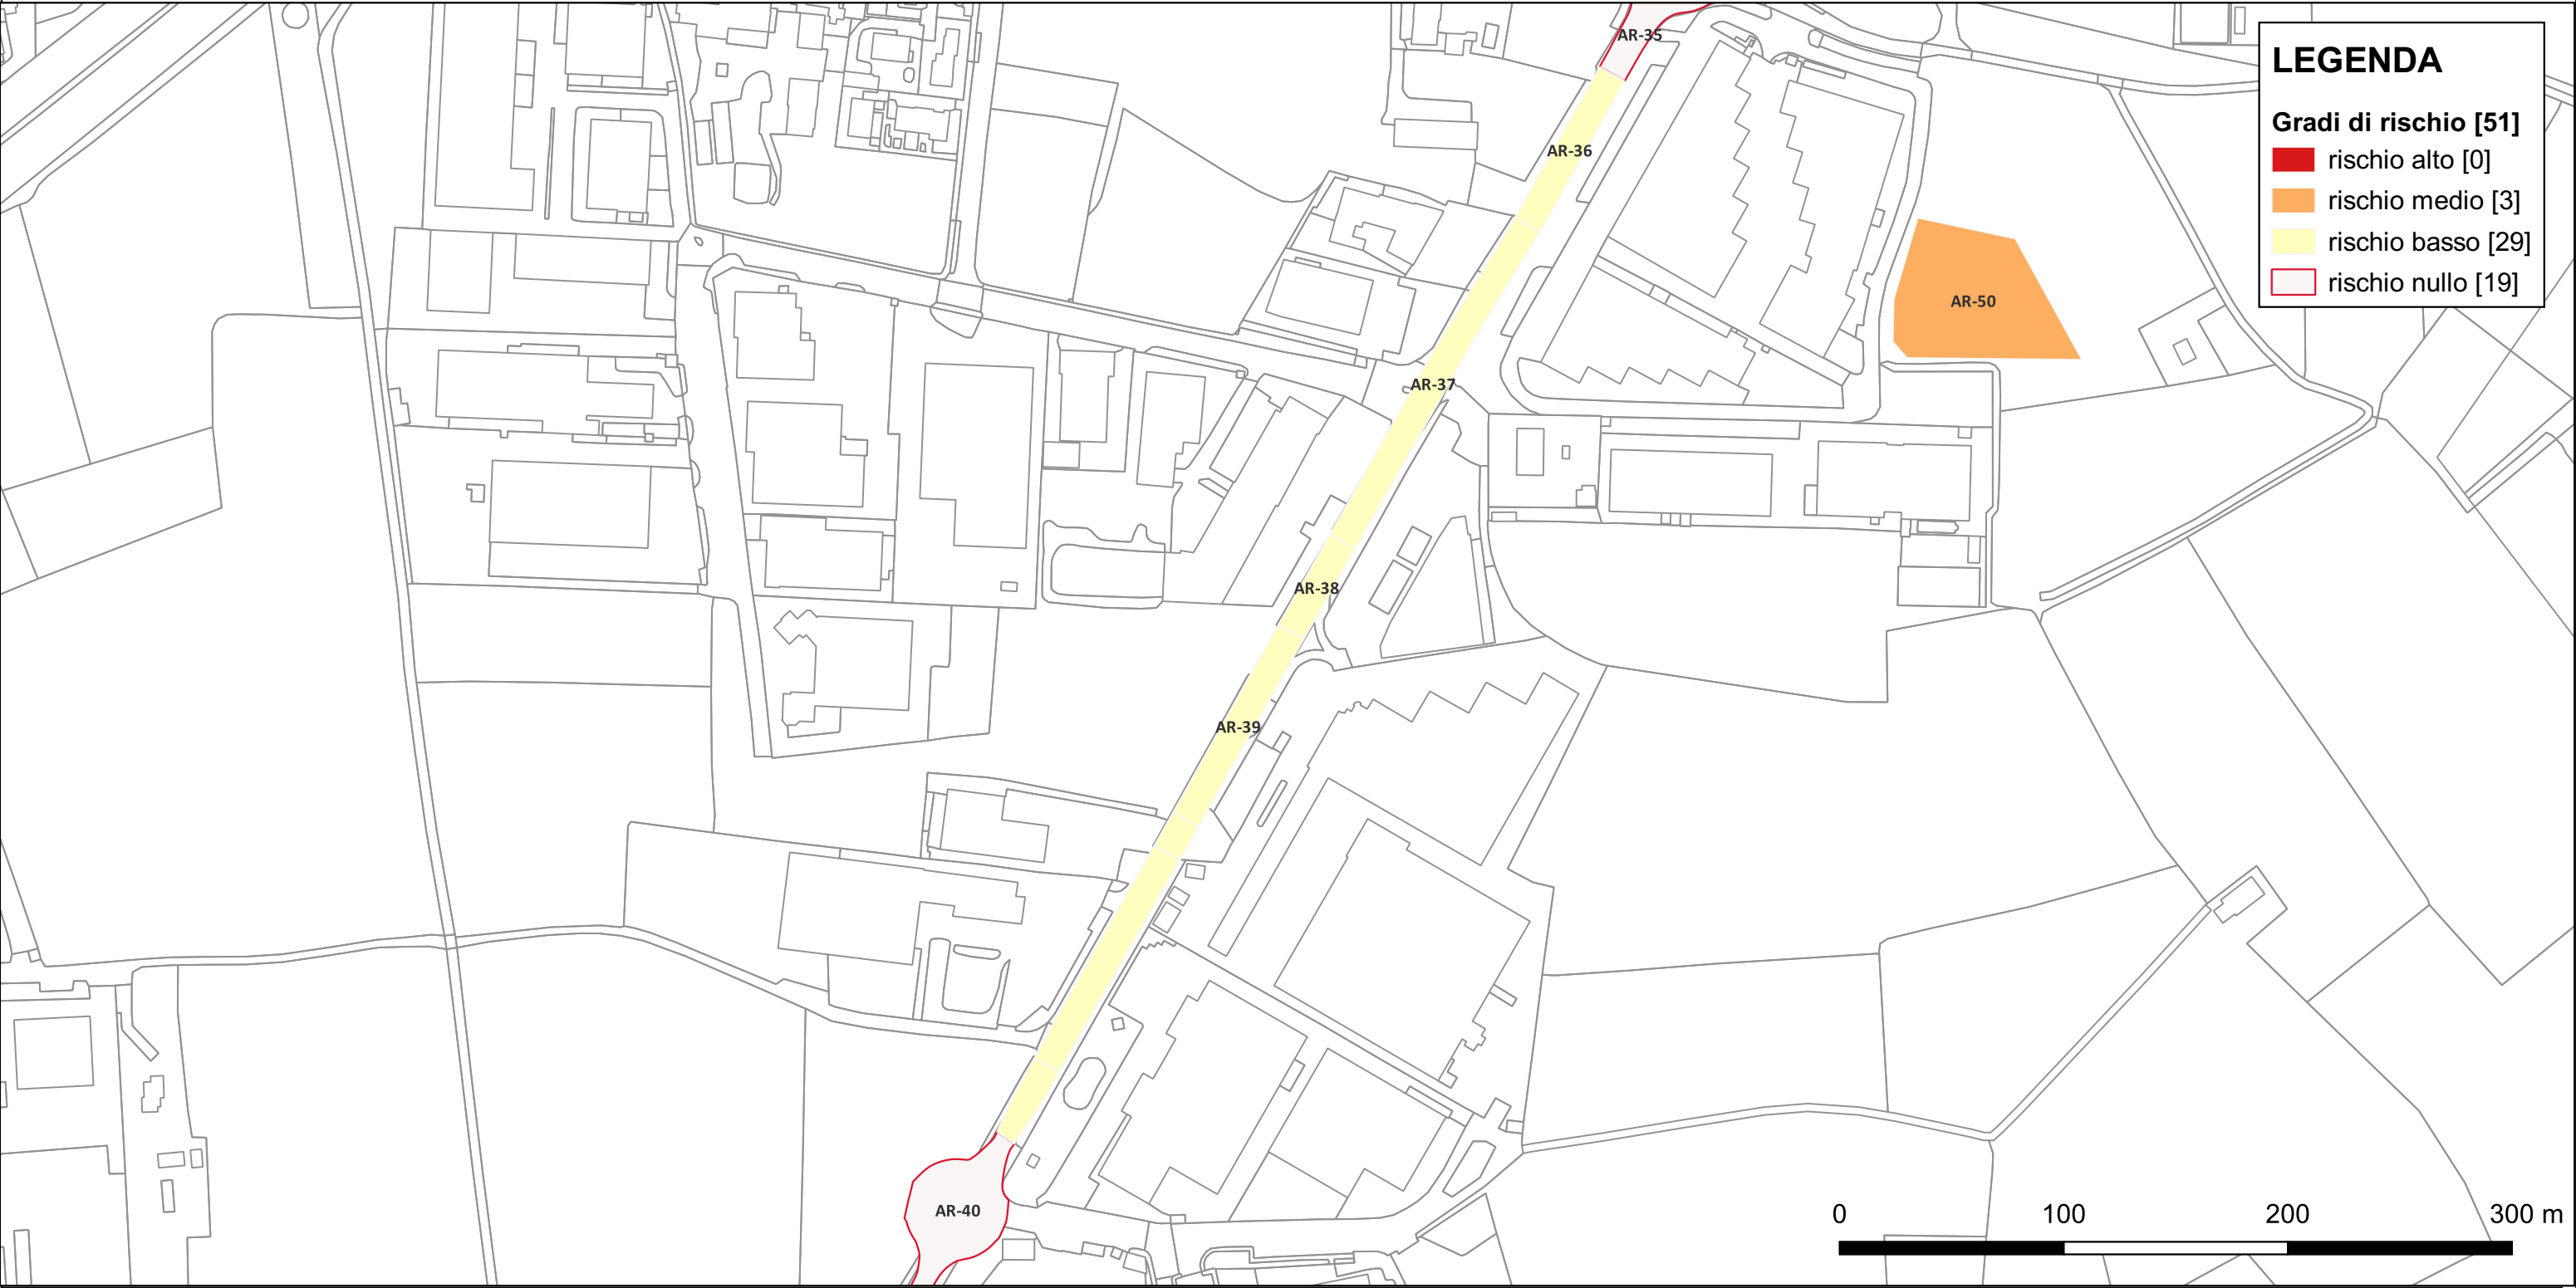 AR-35
LEGENDA
Gradi di rischio [51]
rischio alto [0]
rischio medio [3]
rischio basso [29]
rischio nullo [19]
AR-36
AR-50
AR-37
AR-38
AR-39
AR-40
0 100 200 300 m